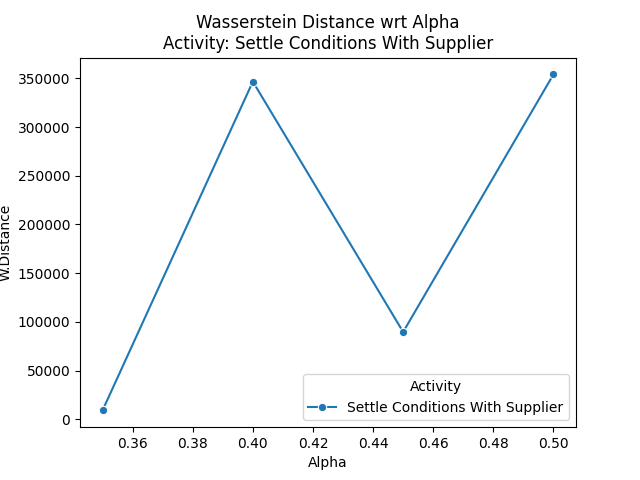 Wasserstein Distance wrt Alpha
Activity: Settle Conditions With Supplier
350000
300000
250000
200000
150000
100000
50000
0
W.Distance
0.36 0.38 0.40 0.42 0.44 0.46 0.48 0.50
Alpha
Activity
Settle Conditions With Supplier